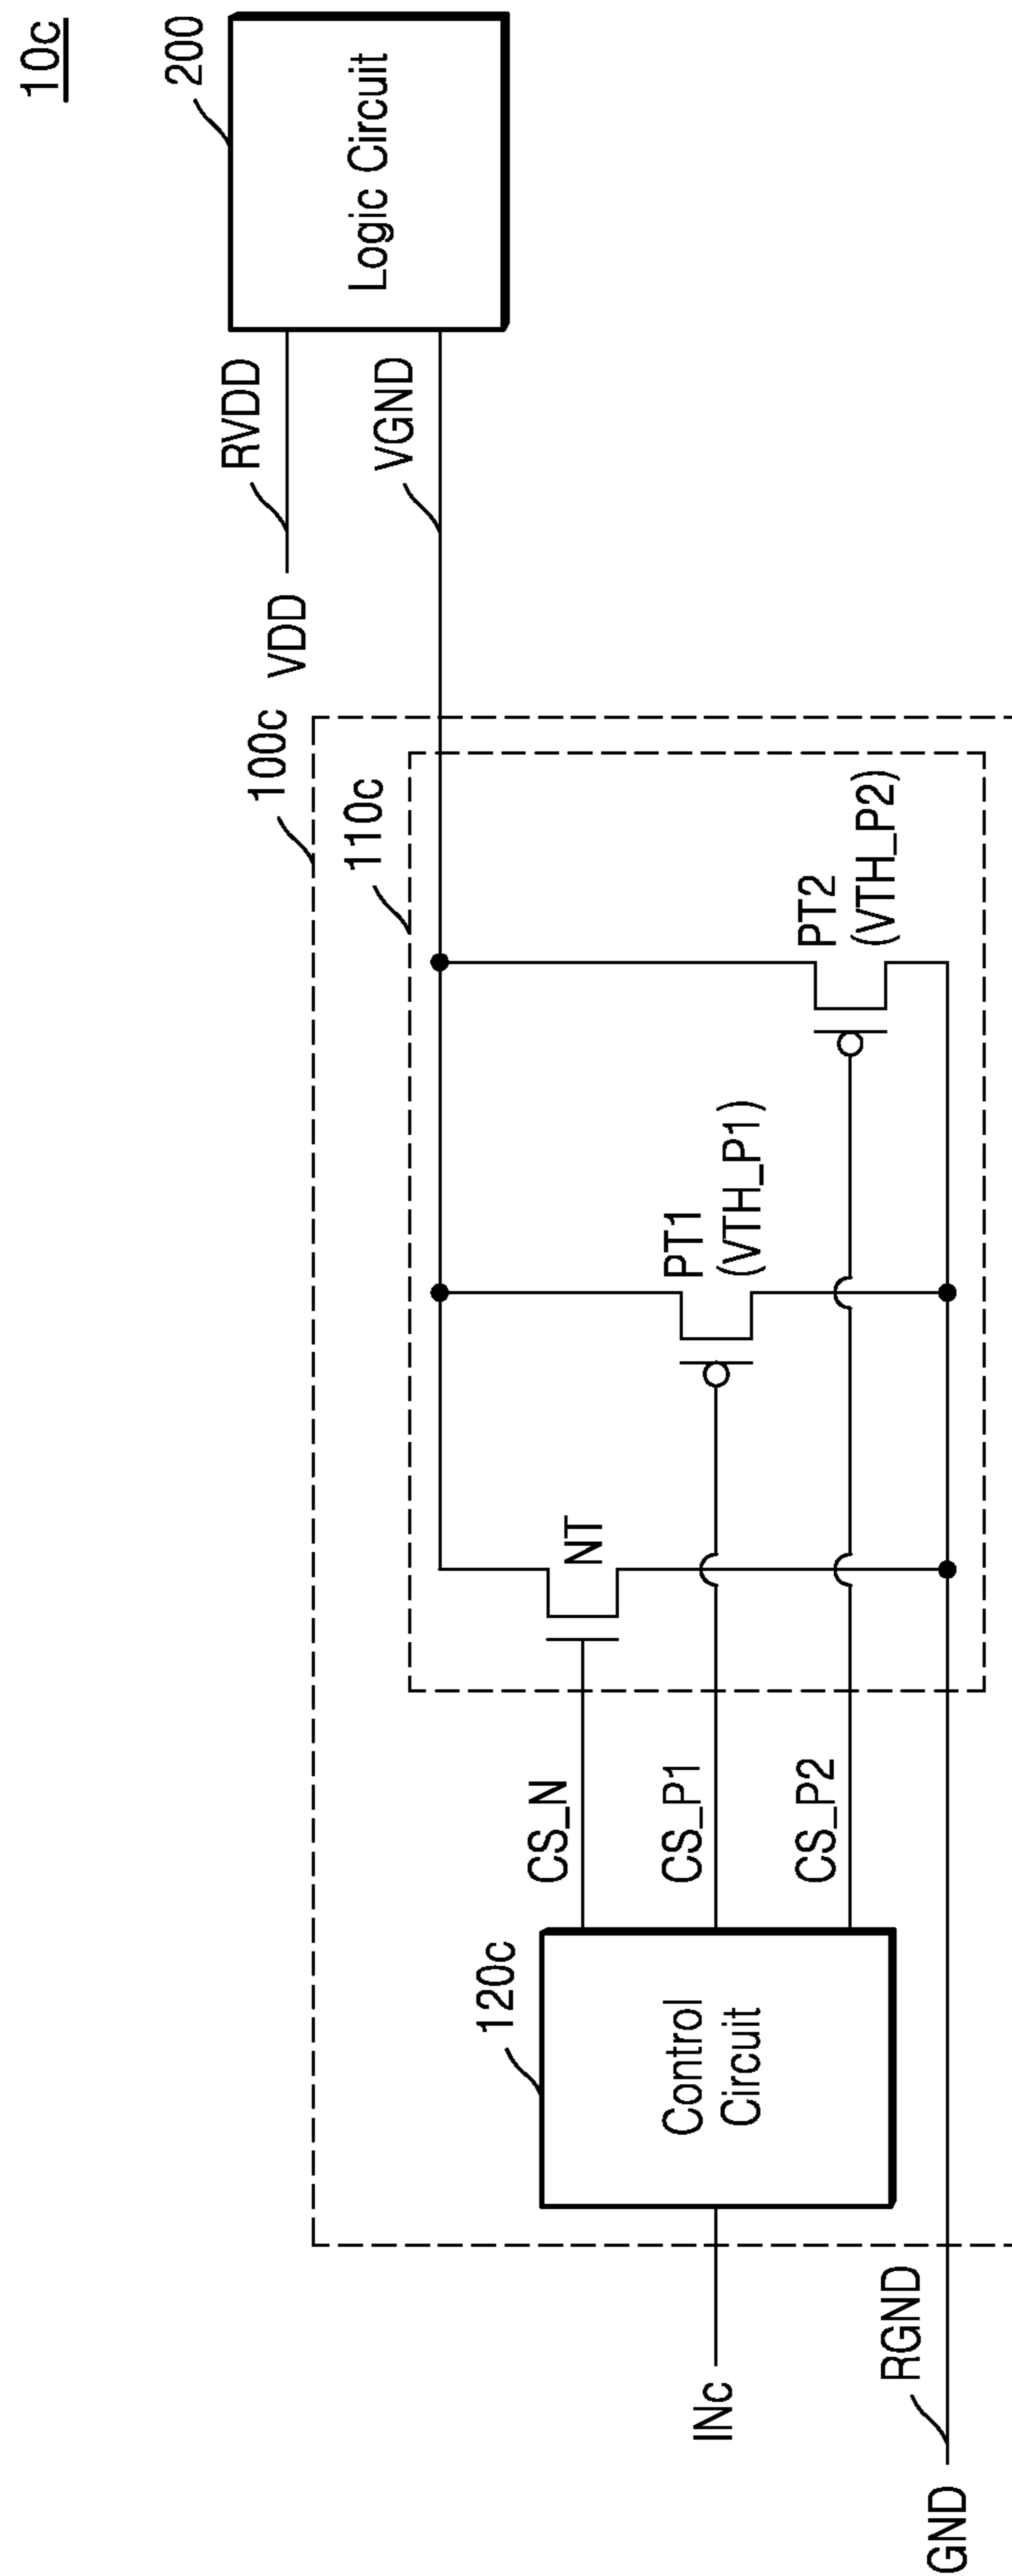 10c
200
Logic Circuit
RVDD
VDD
VGND
100c
110c
NT
PT1
(VTH_P1)
PT2
(VTH_P2)
CS_N
CS_P1
CS_P2
120c
Control
Circuit
INc
RGND
GND